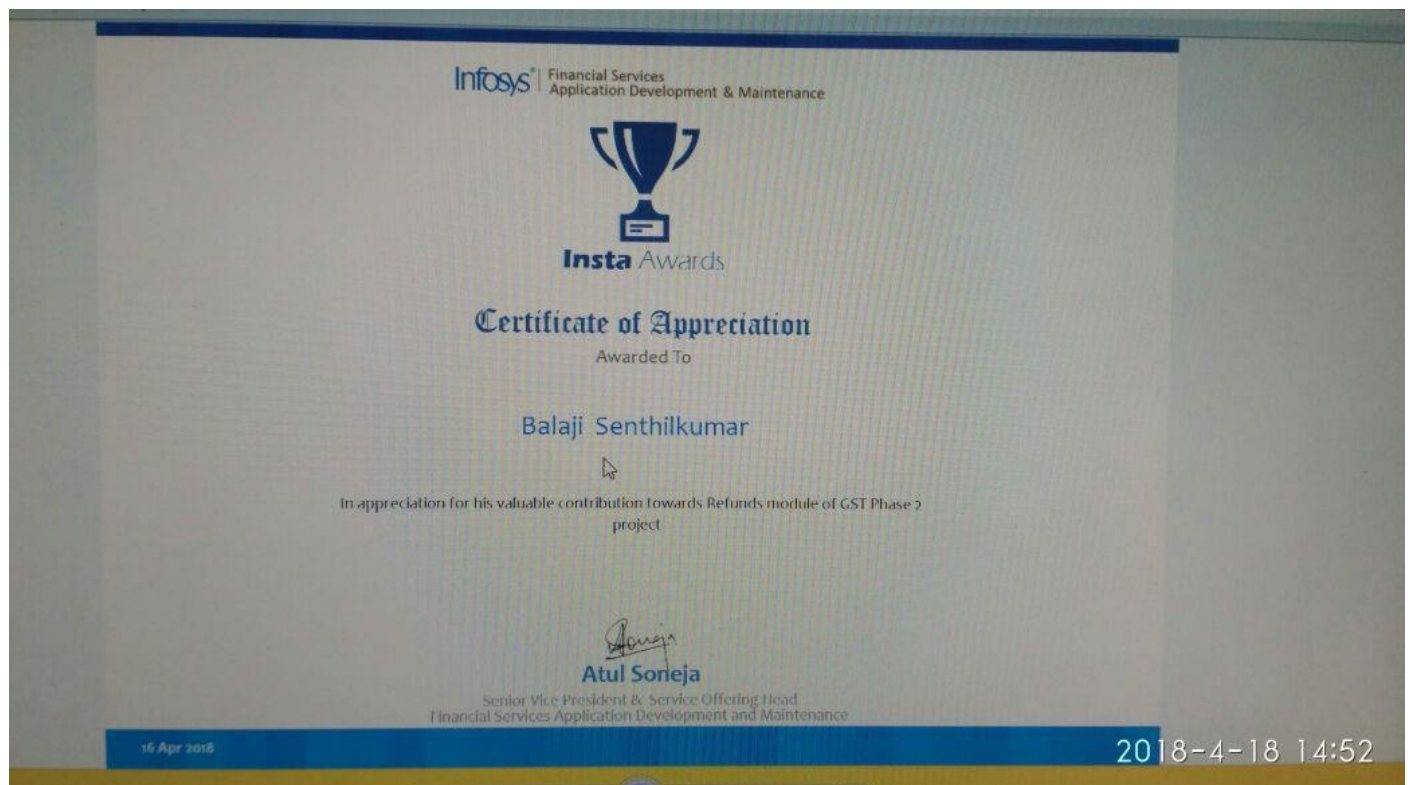 Infosys® | Financial Services
Application Development & Maintenance
Insta Awards
Certificate of Appreciation
Awarded To
Balaji Senthilkumar
In appreciation for his valuable contribution towards Refunds module of GST Phase 2
project
Soneja
Atul Soneja
Senior Vice President & Service Offering Head
Financial Services Application Development and Maintenance
16 Apr 2018
2018-4-18 14:52